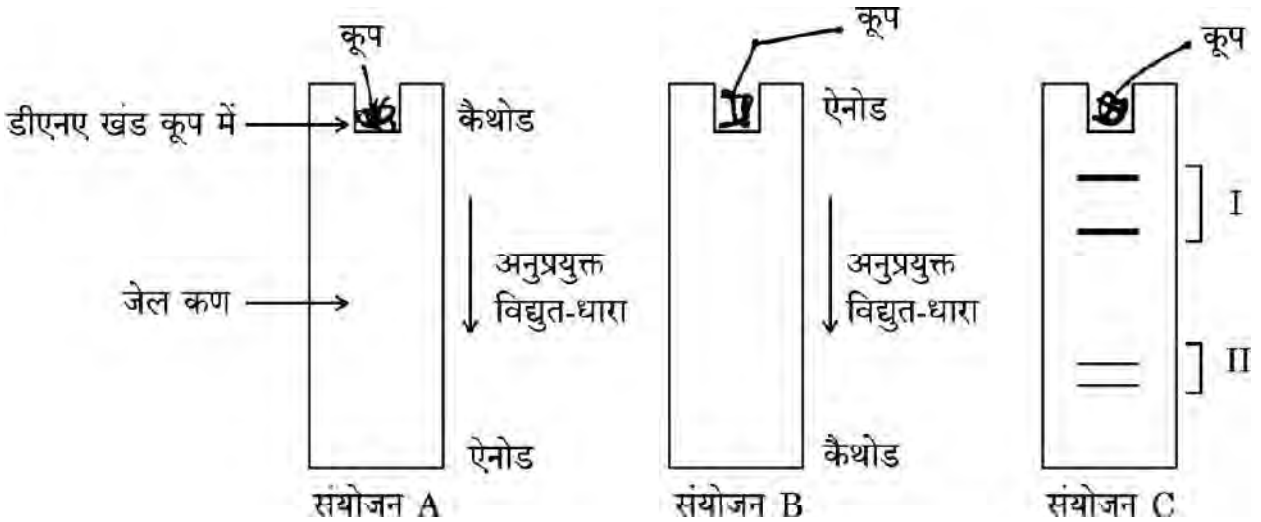 कूप
कूप
कूप
डीएनए खंड कूप में
कैथोड
ऐनोड
I
अनुप्रयुक्त
विद्युत-धारा
अनुप्रयुक्त
विद्युत-धारा
जेल कण
II
ऐनोड
कैथोड
संयोजन A
संयोजन B
संयोजन C